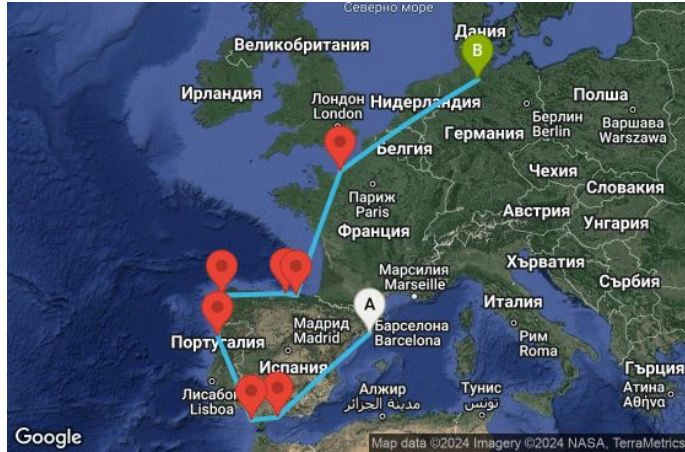 Северно море
Дания
Великобритания
B
Ирландия
Лондон
London
Нидерландия
Полша
Берлин
Berlin
Варшава
Warszawa
Германия
Белгия
Чехия
Париж
Paris
Словакия
Австрия
Унгария
Франция
Хърватия
Марсилия
Marseille
Сърбия
A
Италия
Барселона
Barcelona
Мадрид
Madrid
Португалия
Рим
Roma
Испания
Гърция
Лисабон
Lisboa
Алжир
مدينة الجزائر
Тунис
تونس
Атина
Αθήνα
Google
Map data ©2024 Imagery ©2024 NASA, TerraMetrics